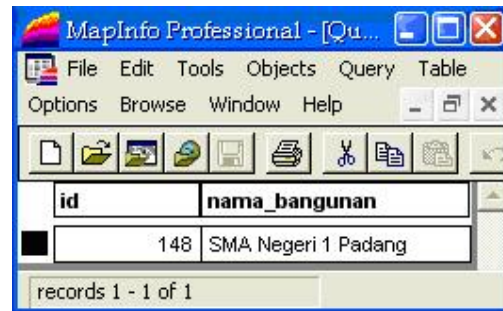 MapInfo Professional - [Qu...
File Edit Tools Objects Query Table
Options Browse Window Help
id nama_bangunan
148 SMA Negeri 1 Padang
records 1 - 1 of 1